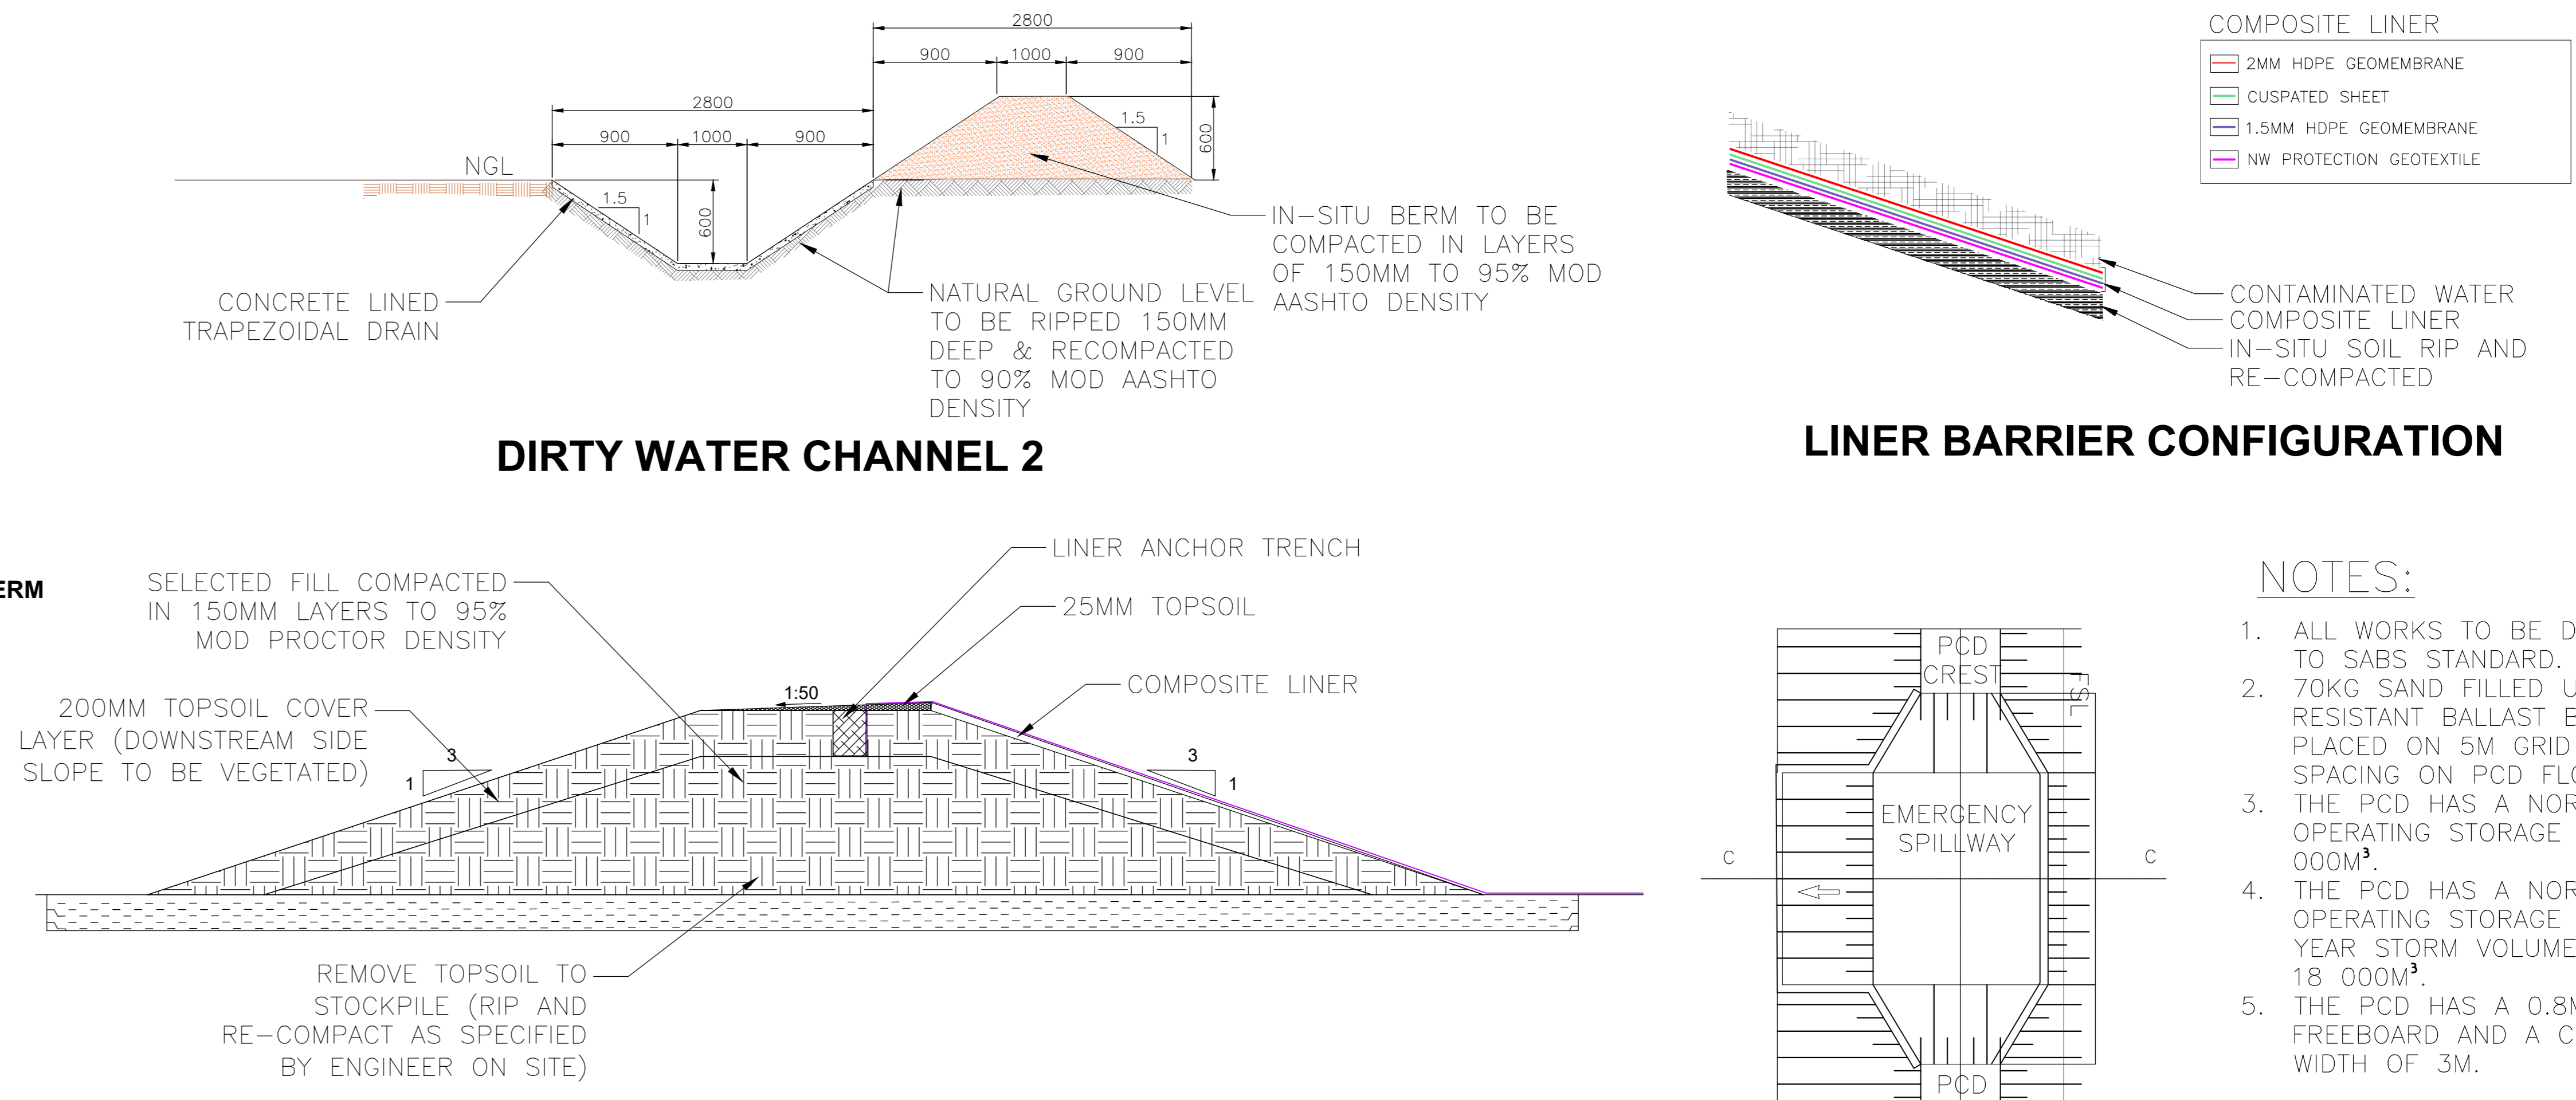 2800
900 1000 900
2800
900 1000 900
NGL
1.5
1
600
1.5
1
600
CONCRETE LINED
TRAPEZOIDAL DRAIN
NATURAL GROUND LEVEL
TO BE RIPPED 150MM
DEEP & RECOMPACTED
TO 90% MOD AASHTO
DENSITY
IN-SITU BERM TO BE
COMPACTED IN LAYERS
OF 150MM TO 95% MOD
AASHTO DENSITY
DIRTY WATER CHANNEL 2
COMPOSITE LINER
2MM HDPE GEOMEMBRANE
CUSPATED SHEET
1.5MM HDPE GEOMEMBRANE
NW PROTECTION GEOTEXTILE
CONTAMINATED WATER
COMPOSITE LINER
IN-SITU SOIL RIP AND
RE-COMPACTED
LINER BARRIER CONFIGURATION
ERM
SELECTED FILL COMPACTED
IN 150MM LAYERS TO 95%
MOD PROCTOR DENSITY
200MM TOPSOIL COVER
LAYER (DOWNSTREAM SIDE
SLOPE TO BE VEGETATED)
LINER ANCHOR TRENCH
25MM TOPSOIL
COMPOSITE LINER
1:50
3
1
3
1
REMOVE TOPSOIL TO
STOCKPILE (RIP AND
RE-COMPACT AS SPECIFIED
BY ENGINEER ON SITE)
PCD
CREST
FSL
EMERGENCY
SPILLWAY
C C
PCD
NOTES:
1. ALL WORKS TO BE D
TO SABS STANDARD.
2. 70KG SAND FILLED U
RESISTANT BALLAST B
PLACED ON 5M GRID
SPACING ON PCD FLO
3. THE PCD HAS A NOR
OPERATING STORAGE
000M³.
4. THE PCD HAS A NOR
OPERATING STORAGE
YEAR STORM VOLUME
18 000M³.
5. THE PCD HAS A 0.8M
FREEBOARD AND A C
WIDTH OF 3M.